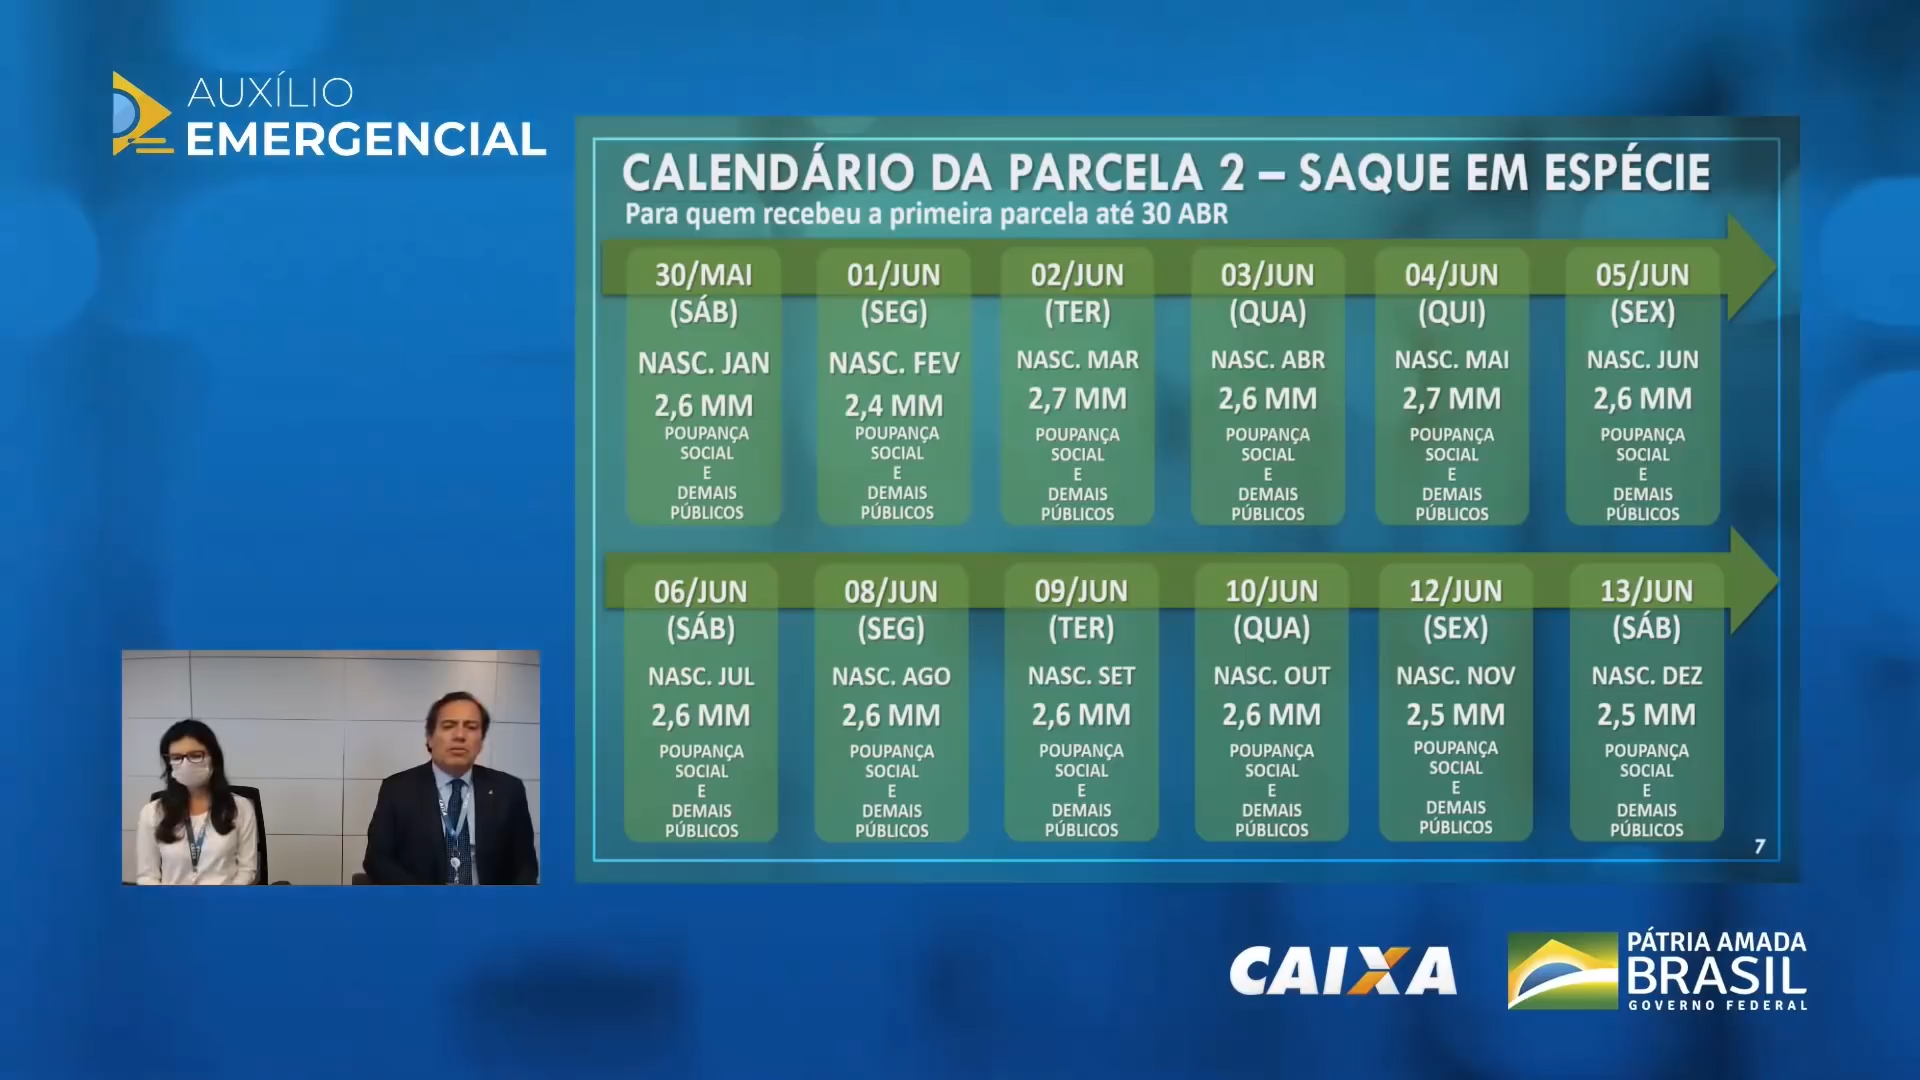 AUXÍLIO
EMERGENCIAL
CALENDÁRIO DA PARCELA 2 – SAQUE EM ESPÉCIE
Para quem recebeu a primeira parcela até 30 ABR
30/MAI
(SÁB)
NASC. JAN
2,6 MM
POUPANÇA
SOCIAL
E
DEMAIS
PÚBLICOS
01/JUN
(SEG)
NASC. FEV
2,4 MM
POUPANÇA
SOCIAL
E
DEMAIS
PÚBLICOS
02/JUN
(TER)
NASC. MAR
2,7 MM
POUPANÇA
SOCIAL
E
DEMAIS
PÚBLICOS
03/JUN
(QUA)
NASC. ABR
2,6 MM
POUPANÇA
SOCIAL
E
DEMAIS
PÚBLICOS
04/JUN
(QUI)
NASC. MAI
2,7 MM
POUPANÇA
SOCIAL
E
DEMAIS
PÚBLICOS
05/JUN
(SEX)
NASC. JUN
2,6 MM
POUPANÇA
SOCIAL
E
DEMAIS
PÚBLICOS
06/JUN
(SÁB)
NASC. JUL
2,6 MM
POUPANÇA
SOCIAL
E
DEMAIS
PÚBLICOS
08/JUN
(SEG)
NASC. AGO
2,6 MM
POUPANÇA
SOCIAL
E
DEMAIS
PÚBLICOS
09/JUN
(TER)
NASC. SET
2,6 MM
POUPANÇA
SOCIAL
E
DEMAIS
PÚBLICOS
10/JUN
(QUA)
NASC. OUT
2,6 MM
POUPANÇA
SOCIAL
E
DEMAIS
PÚBLICOS
12/JUN
(SEX)
NASC. NOV
2,5 MM
POUPANÇA
SOCIAL
E
DEMAIS
PÚBLICOS
13/JUN
(SÁB)
NASC. DEZ
2,5 MM
POUPANÇA
SOCIAL
E
DEMAIS
PÚBLICOS
7
CAIXA
PÁTRIA AMADA
BRASIL
GOVERNO FEDERAL